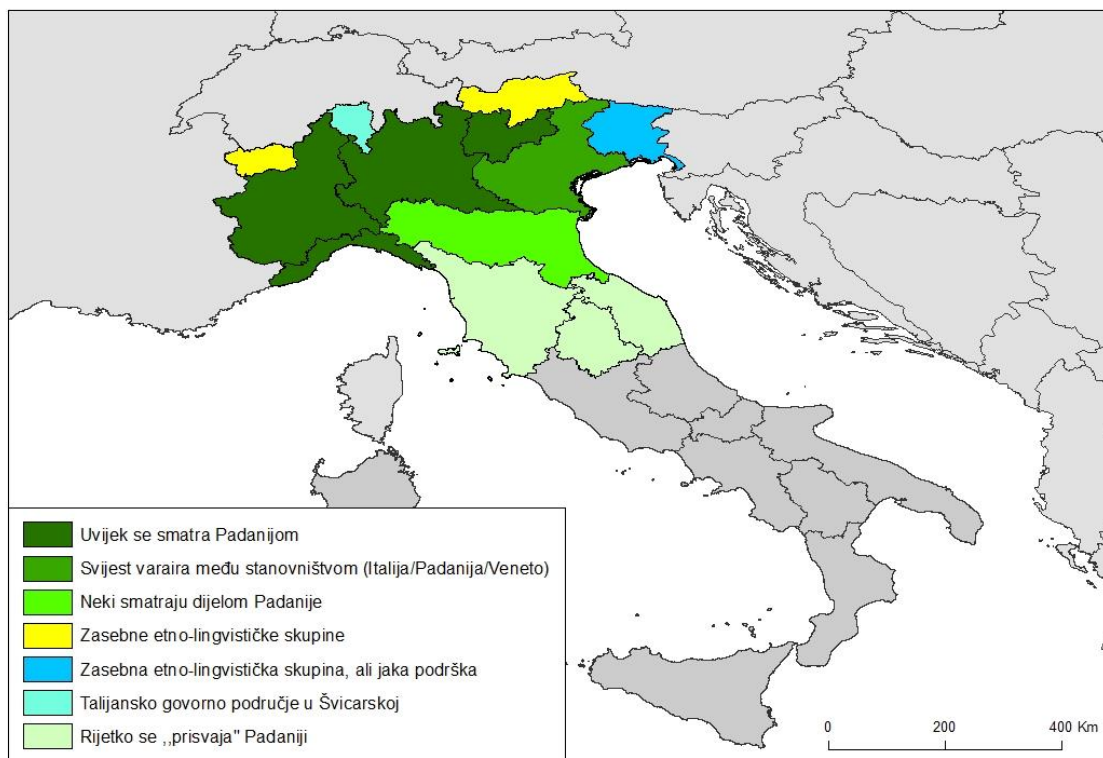 Uvijek se smatra Padanijom
Svijest varaira među stanovništvom (Italija/Padanija/Veneto)
Neki smatraju dijelom Padanije
Zasebne etno-lingvističke skupine
Zasebna etno-lingvistička skupina, ali jaka podrška
Talijansko govorno područje u Švicarskoj
Rijetko se ,,prisvaja" Padaniji
0 200 400 Km